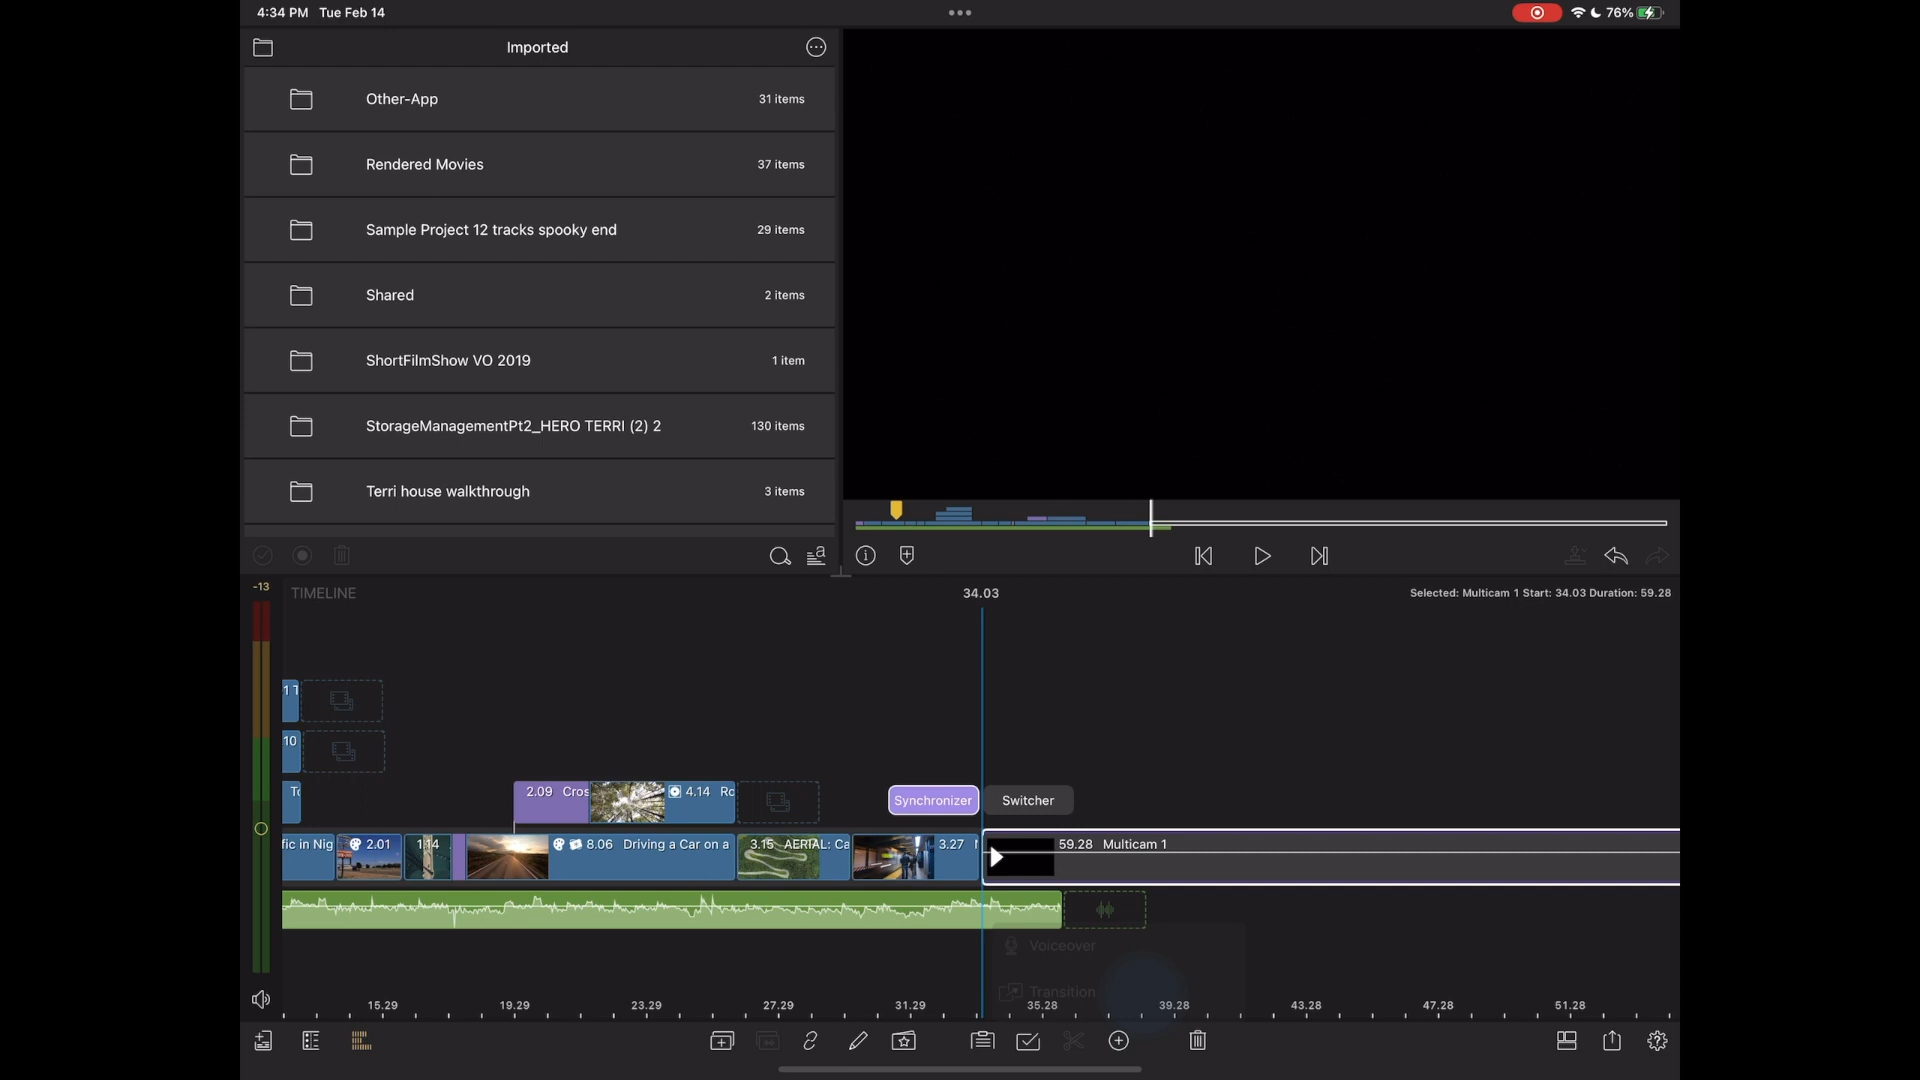 4:34 PM Tue Feb 14
76%
Imported
Other-App 31 items
Rendered Movies 37 items
Sample Project 12 tracks spooky end 29 items
Shared 2 items
ShortFilmShow VO 2019 1 item
StorageManagementPt2_HERO TERRI (2) 2 130 items
Terri house walkthrough 3 items
-13
TIMELINE
34.03
Selected: Multicam 1 Start: 34.03 Duration: 59.28
1 T
10
To
2.09 Cros
4.14 Ro
Synchronizer
Switcher
fic in Nig
2.01
1.14
8.06 Driving a Car on a
3.15 AERIAL: Ca
3.27
59.28 Multicam 1
Voiceover
Transition
15.29 19.29 23.29 27.29 31.29 35.28 39.28 43.28 47.28 51.28